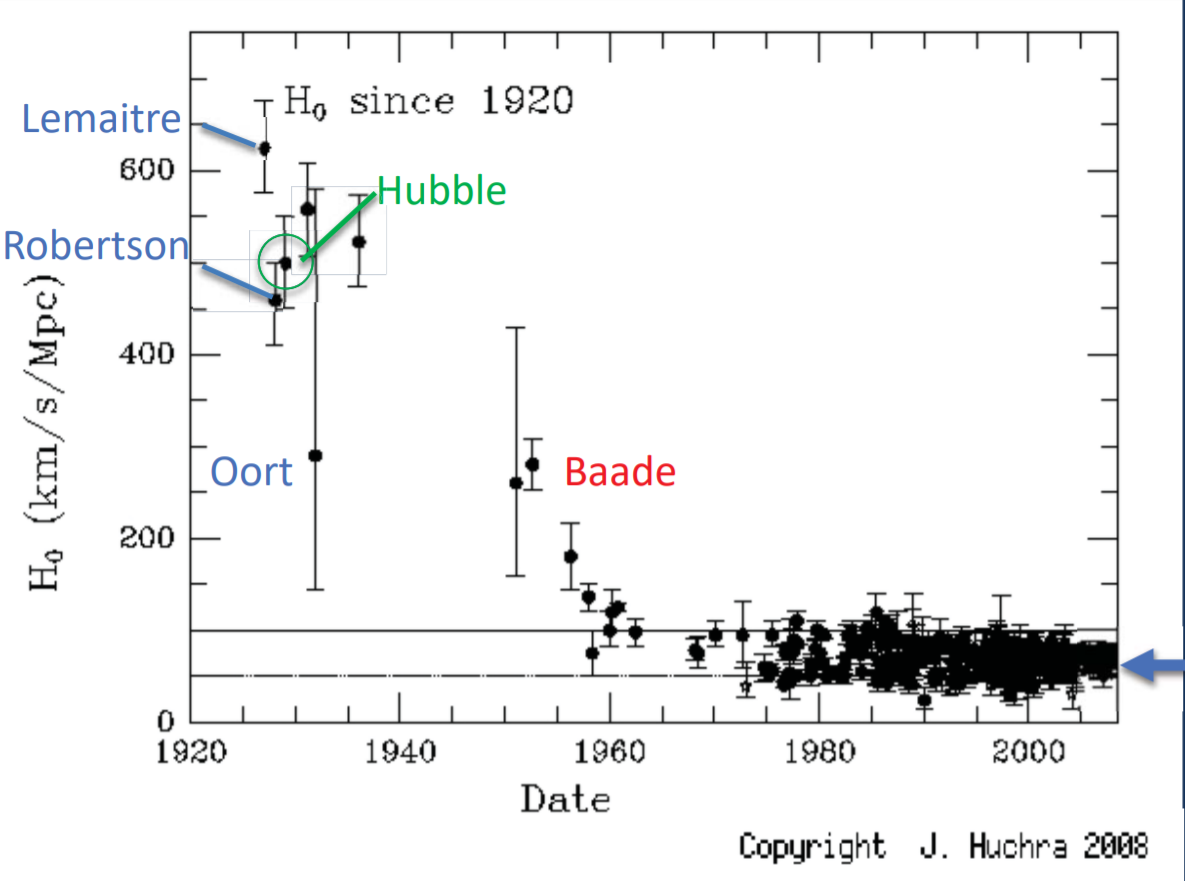 H₀ since 1920
Lemaitre
Hubble
Robertson
Oort
Baade
H₀ (km/s/Mpc)
600
400
200
0
1920
1940
1960
1980
2000
Date
Copyright J. Huchra 2008